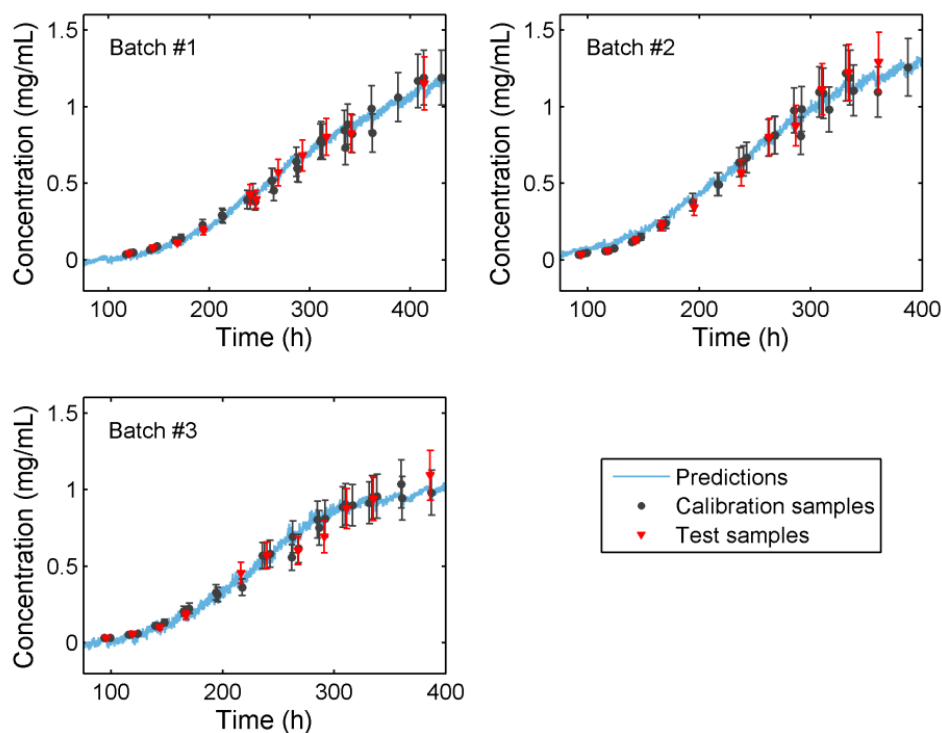 Batch #1
Concentration (mg/mL)
1.5
1
0.5
0
100 200 300 400
Time (h)
Batch #2
Concentration (mg/mL)
1.5
1
0.5
0
100 200 300 400
Time (h)
Batch #3
Concentration (mg/mL)
1.5
1
0.5
0
100 200 300 400
Time (h)
Predictions
Calibration samples
Test samples